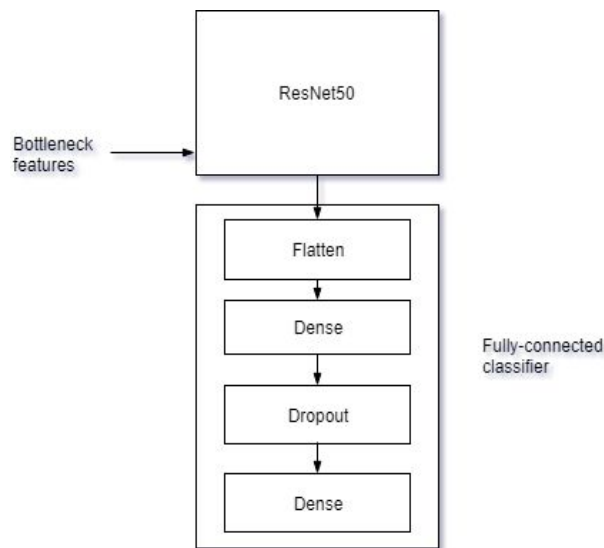 ResNet50
Bottleneck
features
Flatten
Dense
Fully-connected
classifier
Dropout
Dense